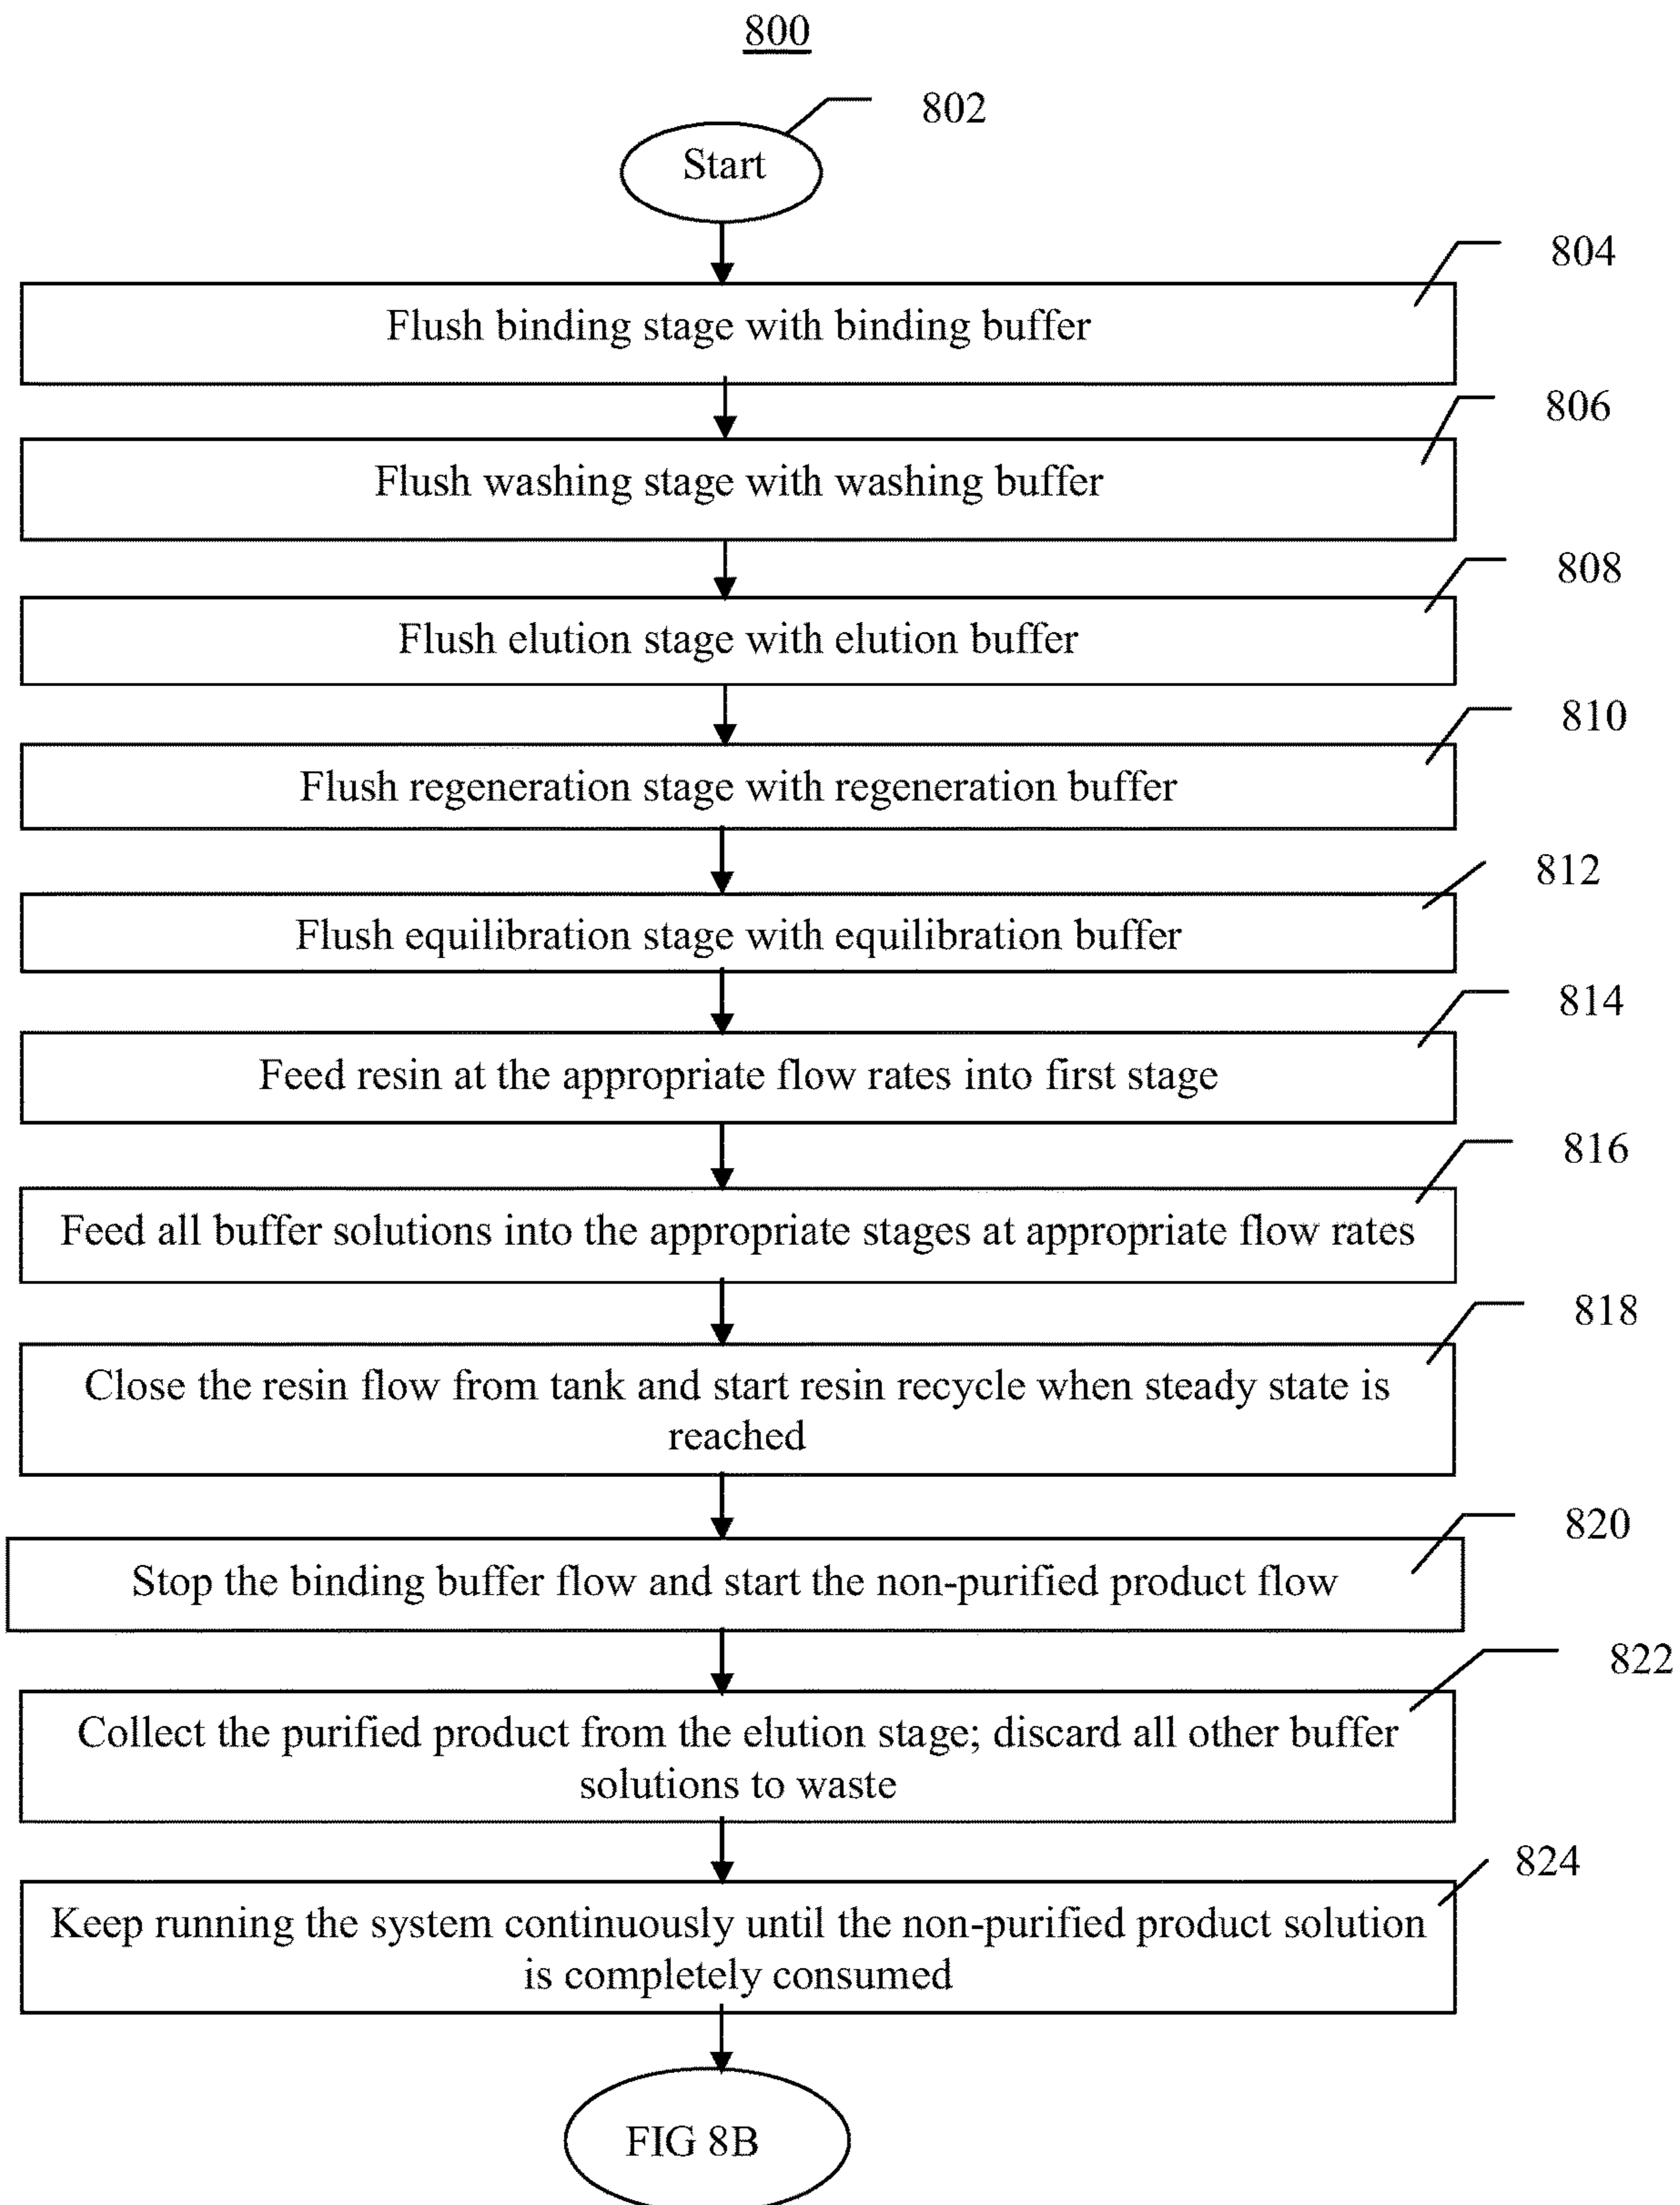 800
802
Start
804
Flush binding stage with binding buffer
806
Flush washing stage with washing buffer
808
Flush elution stage with elution buffer
810
Flush regeneration stage with regeneration buffer
812
Flush equilibration stage with equilibration buffer
814
Feed resin at the appropriate flow rates into first stage
816
Feed all buffer solutions into the appropriate stages at appropriate flow rates
818
Close the resin flow from tank and start resin recycle when steady state is
reached
820
Stop the binding buffer flow and start the non-purified product flow
822
Collect the purified product from the elution stage; discard all other buffer
solutions to waste
824
Keep running the system continuously until the non-purified product solution
is completely consumed
FIG 8B